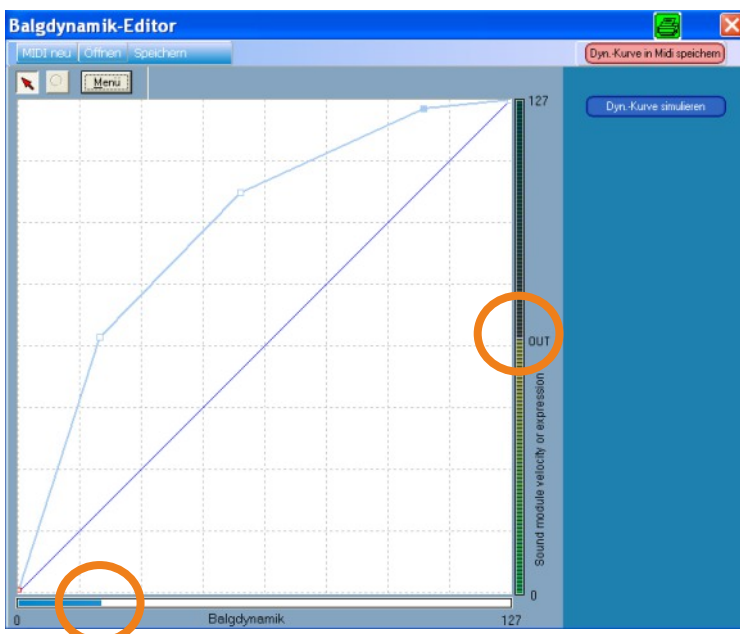 Balgdynamik-Editor
MIDI neu Öffnen Speichern
Dyn.-Kurve in Midi speichern
Menü
127
Dyn.-Kurve simulieren
OUT
Sound module velocity or expression
0
0 Balgdynamik 127